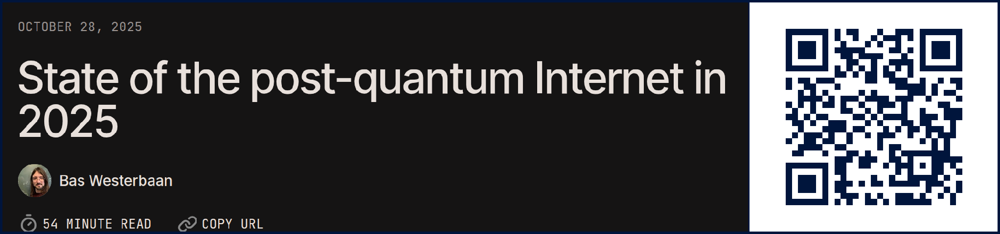 OCTOBER 28, 2025
State of the post-quantum Internet in
2025
Bas Westerbaan
54 MINUTE READ COPY URL